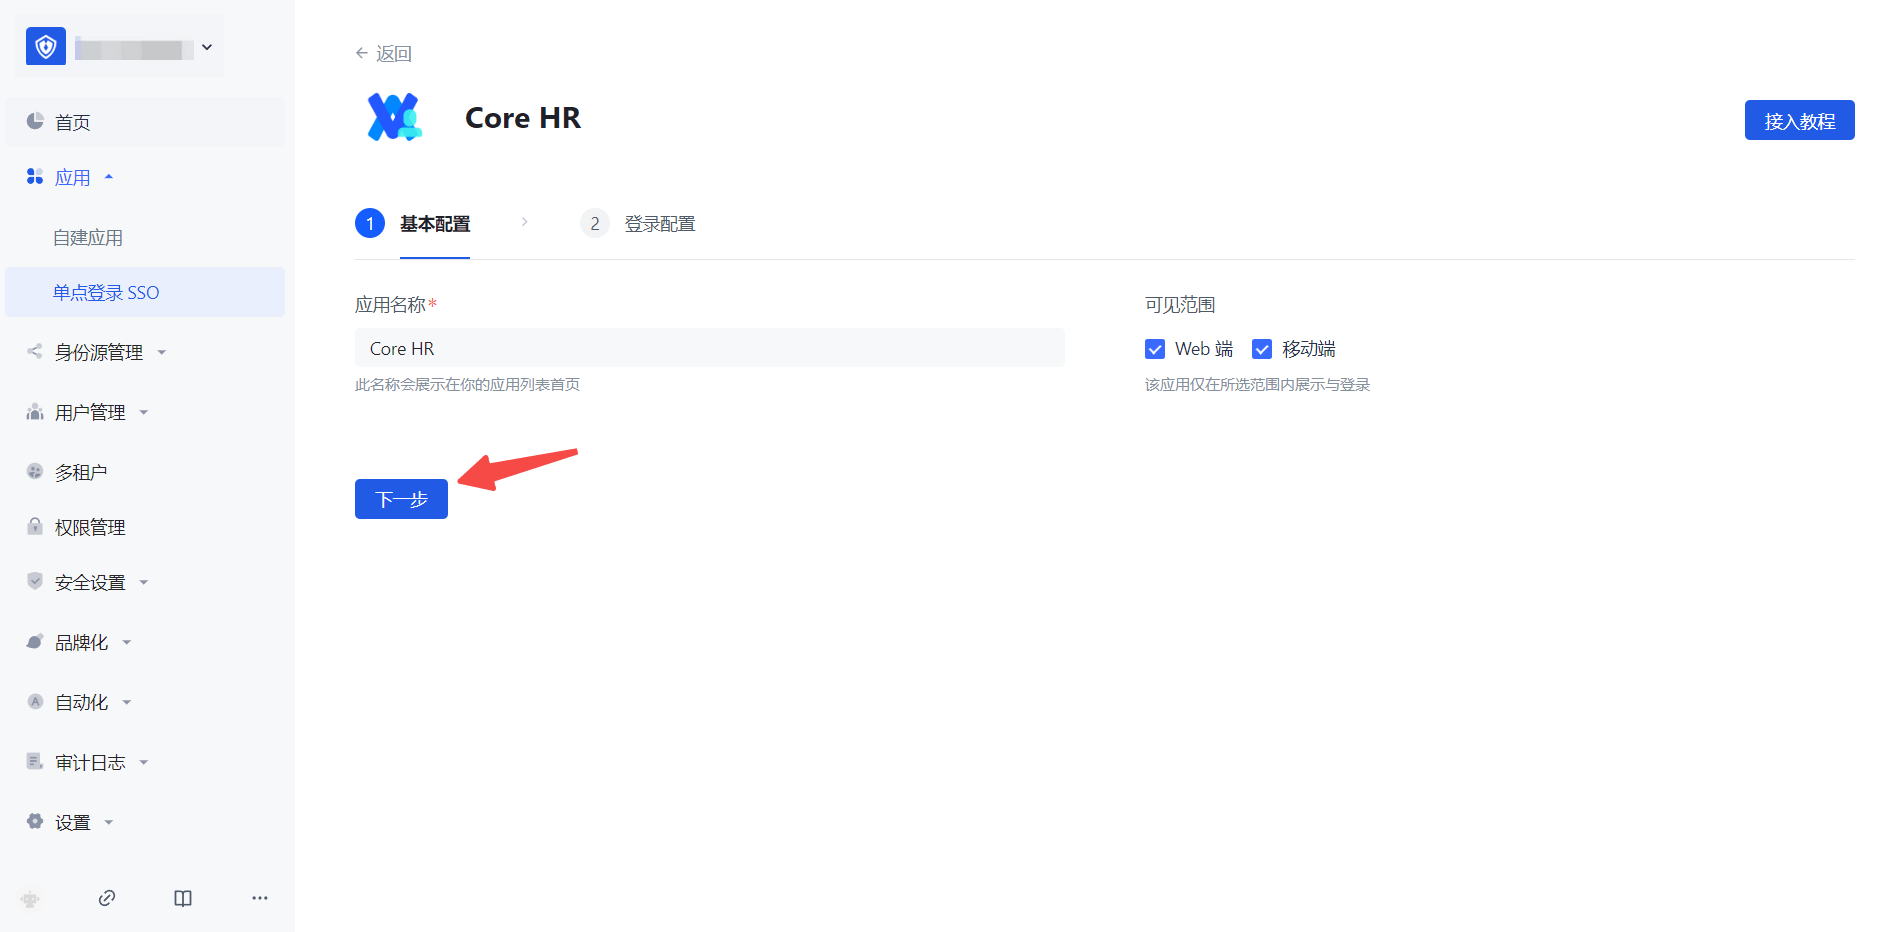 首页
应用
自建应用
单点登录 SSO
身份源管理
用户管理
多租户
权限管理
安全设置
品牌化
自动化
审计日志
设置
返回
Core HR
接入教程
1 基本配置
2 登录配置
应用名称*
Core HR
此名称会展示在你的应用列表首页
可见范围
Web 端 移动端
该应用仅在所选范围内展示与登录
下一步